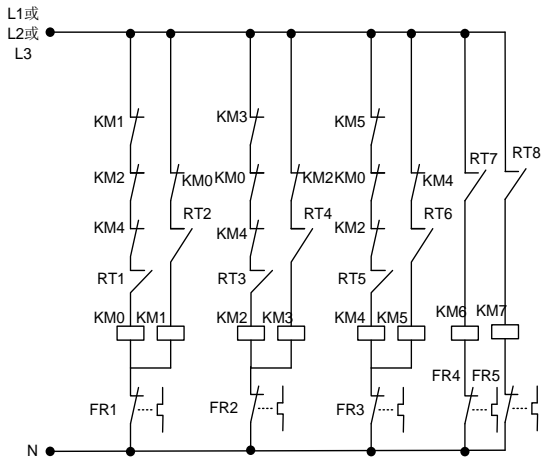 L1或
L2或
L3
KM1 KM3 KM5
KM2 KM0 KM0 KM2 KM0 KM4 RT7 RT8
KM4 RT2 KM4 RT4 KM2 RT6
RT1 RT3 RT5
KM0 KM1 KM2 KM3 KM4 KM5 KM6 KM7
FR1 FR2 FR3 FR4 FR5
N